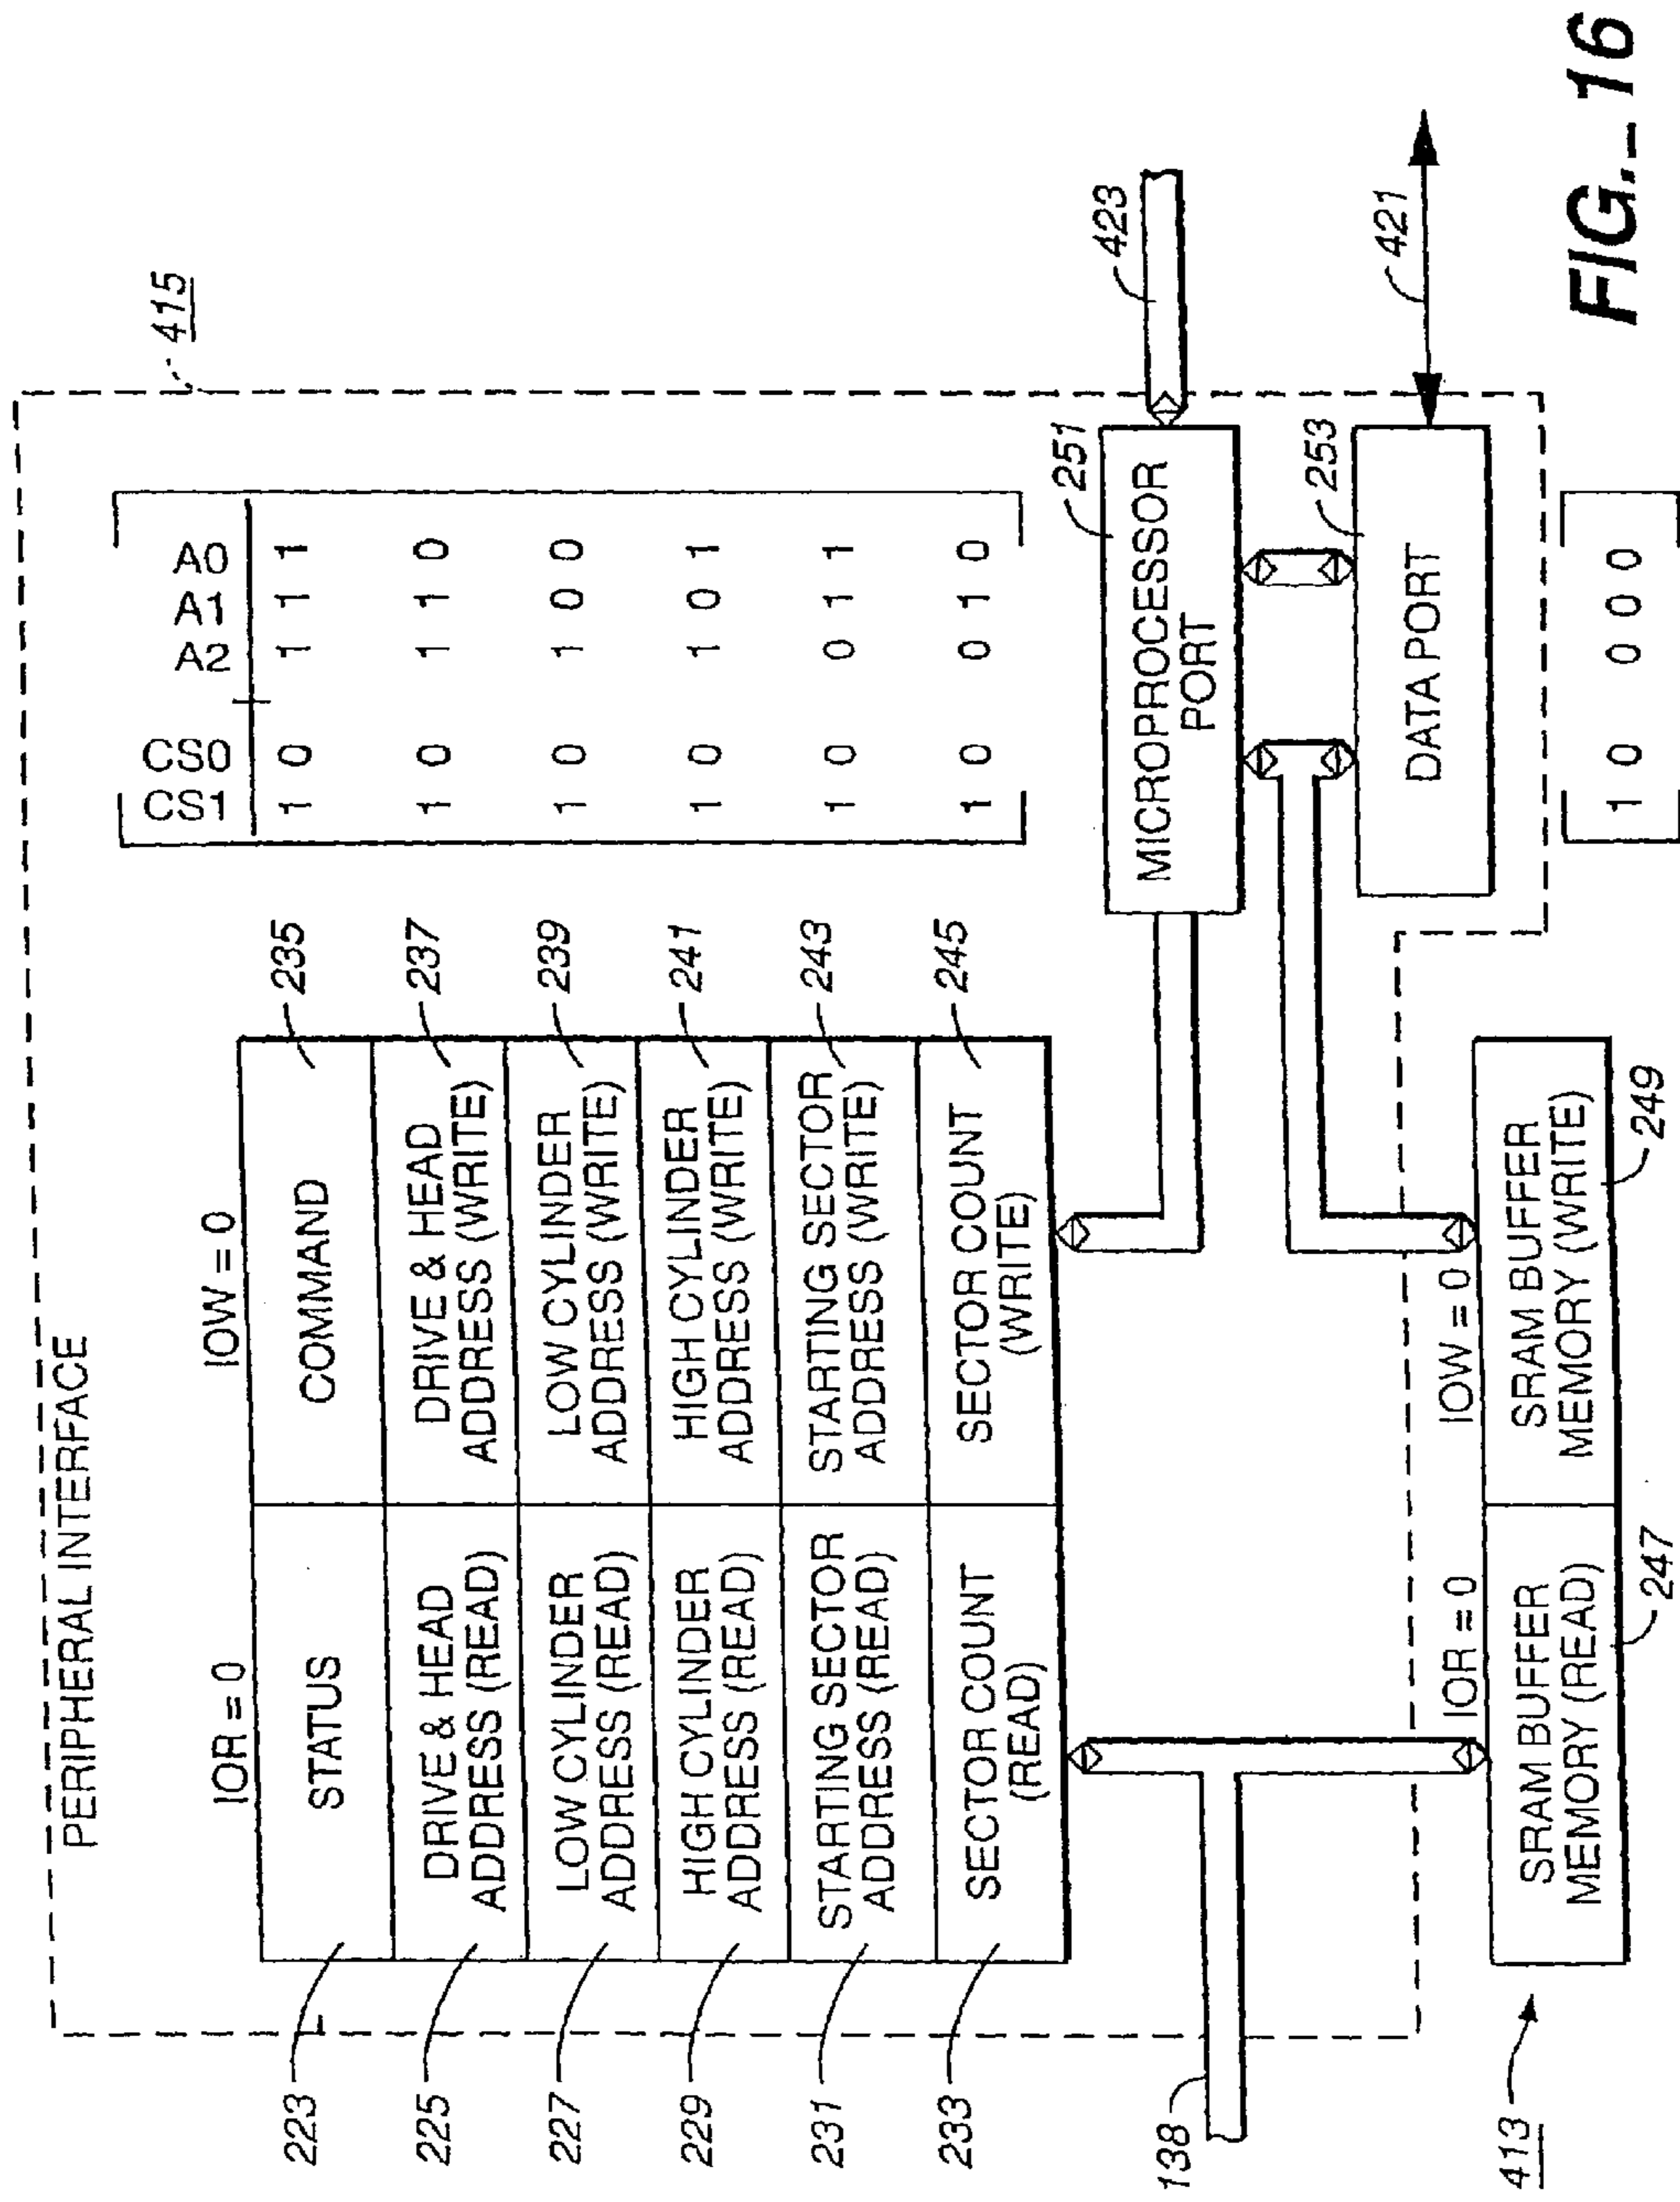 PERIPHERAL INTERFACE
415
IOR = 0
IOW = 0
CS1 CS0 A2 A1 A0
223
STATUS
COMMAND
235
1 0 1 1 1
225
DRIVE & HEAD
ADDRESS (READ)
DRIVE & HEAD
ADDRESS (WRITE)
237
1 0 1 1 0
227
LOW CYLINDER
ADDRESS (READ)
LOW CYLINDER
ADDRESS (WRITE)
239
1 0 1 0 0
229
HIGH CYLINDER
ADDRESS (READ)
HIGH CYLINDER
ADDRESS (WRITE)
241
1 0 1 0 1
231
STARTING SECTOR
ADDRESS (READ)
STARTING SECTOR
ADDRESS (WRITE)
243
1 0 0 1 1
233
SECTOR COUNT
(READ)
SECTOR COUNT
(WRITE)
245
1 0 0 1 0
138
251
MICROPROCESSOR
PORT
423
253
DATA PORT
421
IOR = 0
IOW = 0
413
SRAM BUFFER
MEMORY (READ)
SRAM BUFFER
MEMORY (WRITE)
247
249
1 0 0 0 0
FIG._16